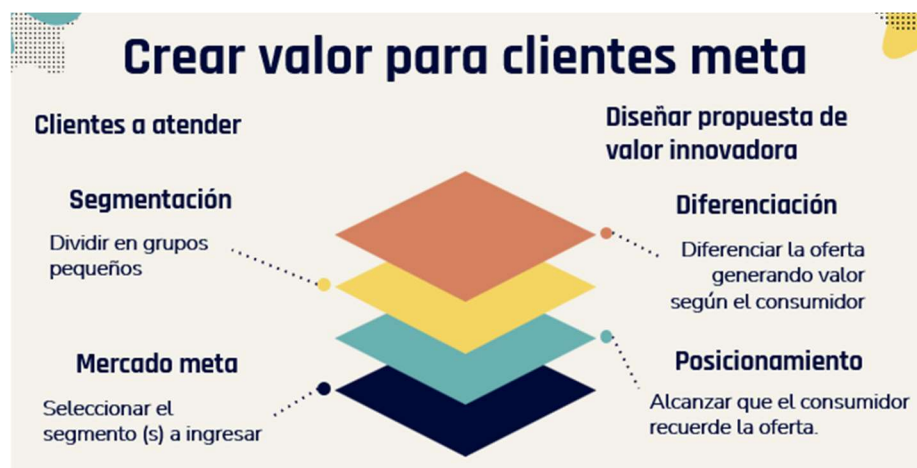 Crear valor para clientes meta
Clientes a atender
Segmentación
Dividir en grupos
pequeños
Mercado meta
Seleccionar el
segmento (s) a ingresar
Diseñar propuesta de
valor innovadora
Diferenciación
Diferenciar la oferta
generando valor
según el consumidor
Posicionamiento
Alcanzar que el consumidor
recuerde la oferta.